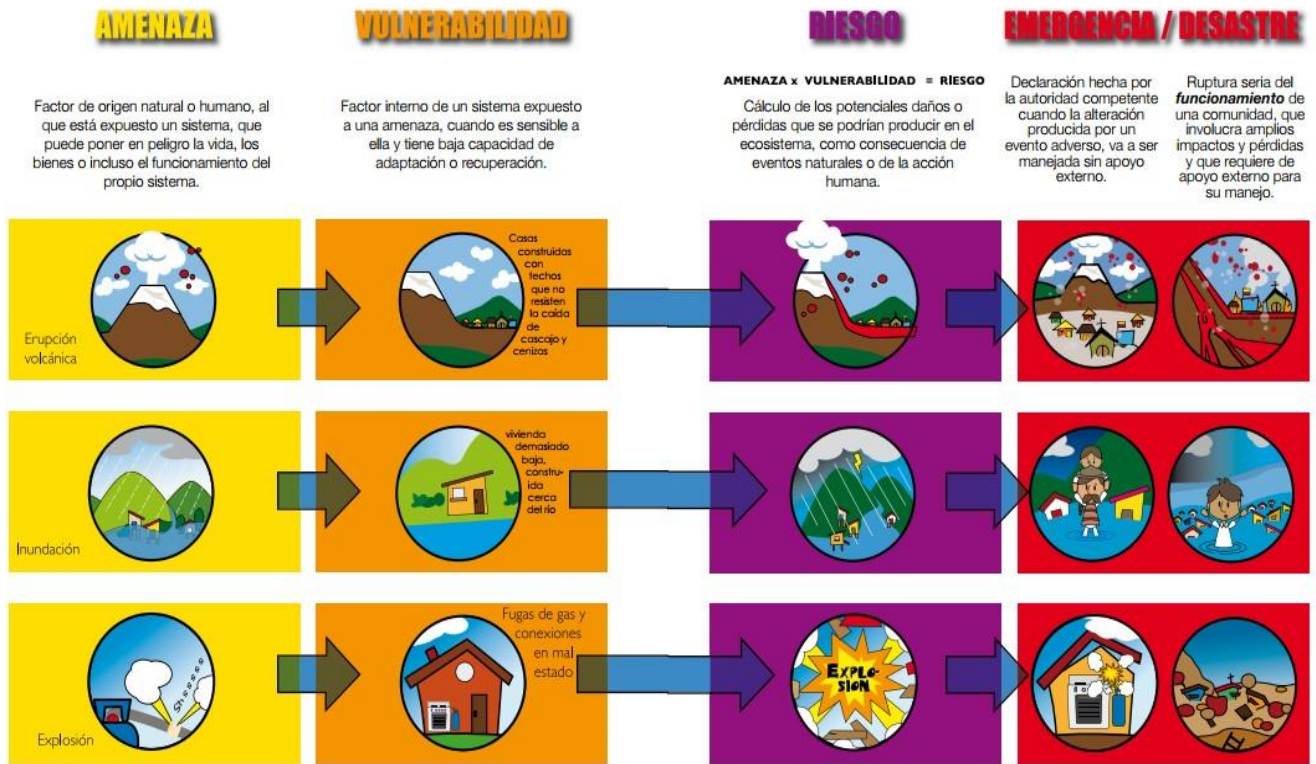 AMENAZA
Factor de origen natural o humano, al
que está expuesto un sistema, que
puede poner en peligro la vida, los
bienes o incluso el funcionamiento del
propio sistema.
VULNERABILIDAD
Factor interno de un sistema expuesto
a una amenaza, cuando es sensible a
ella y tiene baja capacidad de
adaptación o recuperación.
RIESGO
AMENAZA x VULNERABILIDAD = RIESGO
Cálculo de los potenciales daños o
pérdidas que se podrían producir en el
ecosistema, como consecuencia de
eventos naturales o de la acción
humana.
EMERGENCIA / DESASTRE
Declaración hecha por
la autoridad competente
cuando la alteración
producida por un
evento adverso, va a ser
manejada sin apoyo
externo.
Ruptura seria del
funcionamiento de
una comunidad, que
involucra amplios
impactos y pérdidas
y que requiere de
apoyo externo para
su manejo.
Erupción
volcánica
Casas
construidas
con
techos
que no
resisten
la caída
de
cascajo y
cenizas
Inundación
vivienda
demasiado
baja,
constru-
ida
cerca
del río
Explosión
Shsssssss
Fugas de gas y
conexiones
en mal
estado
EXPLO-
SION